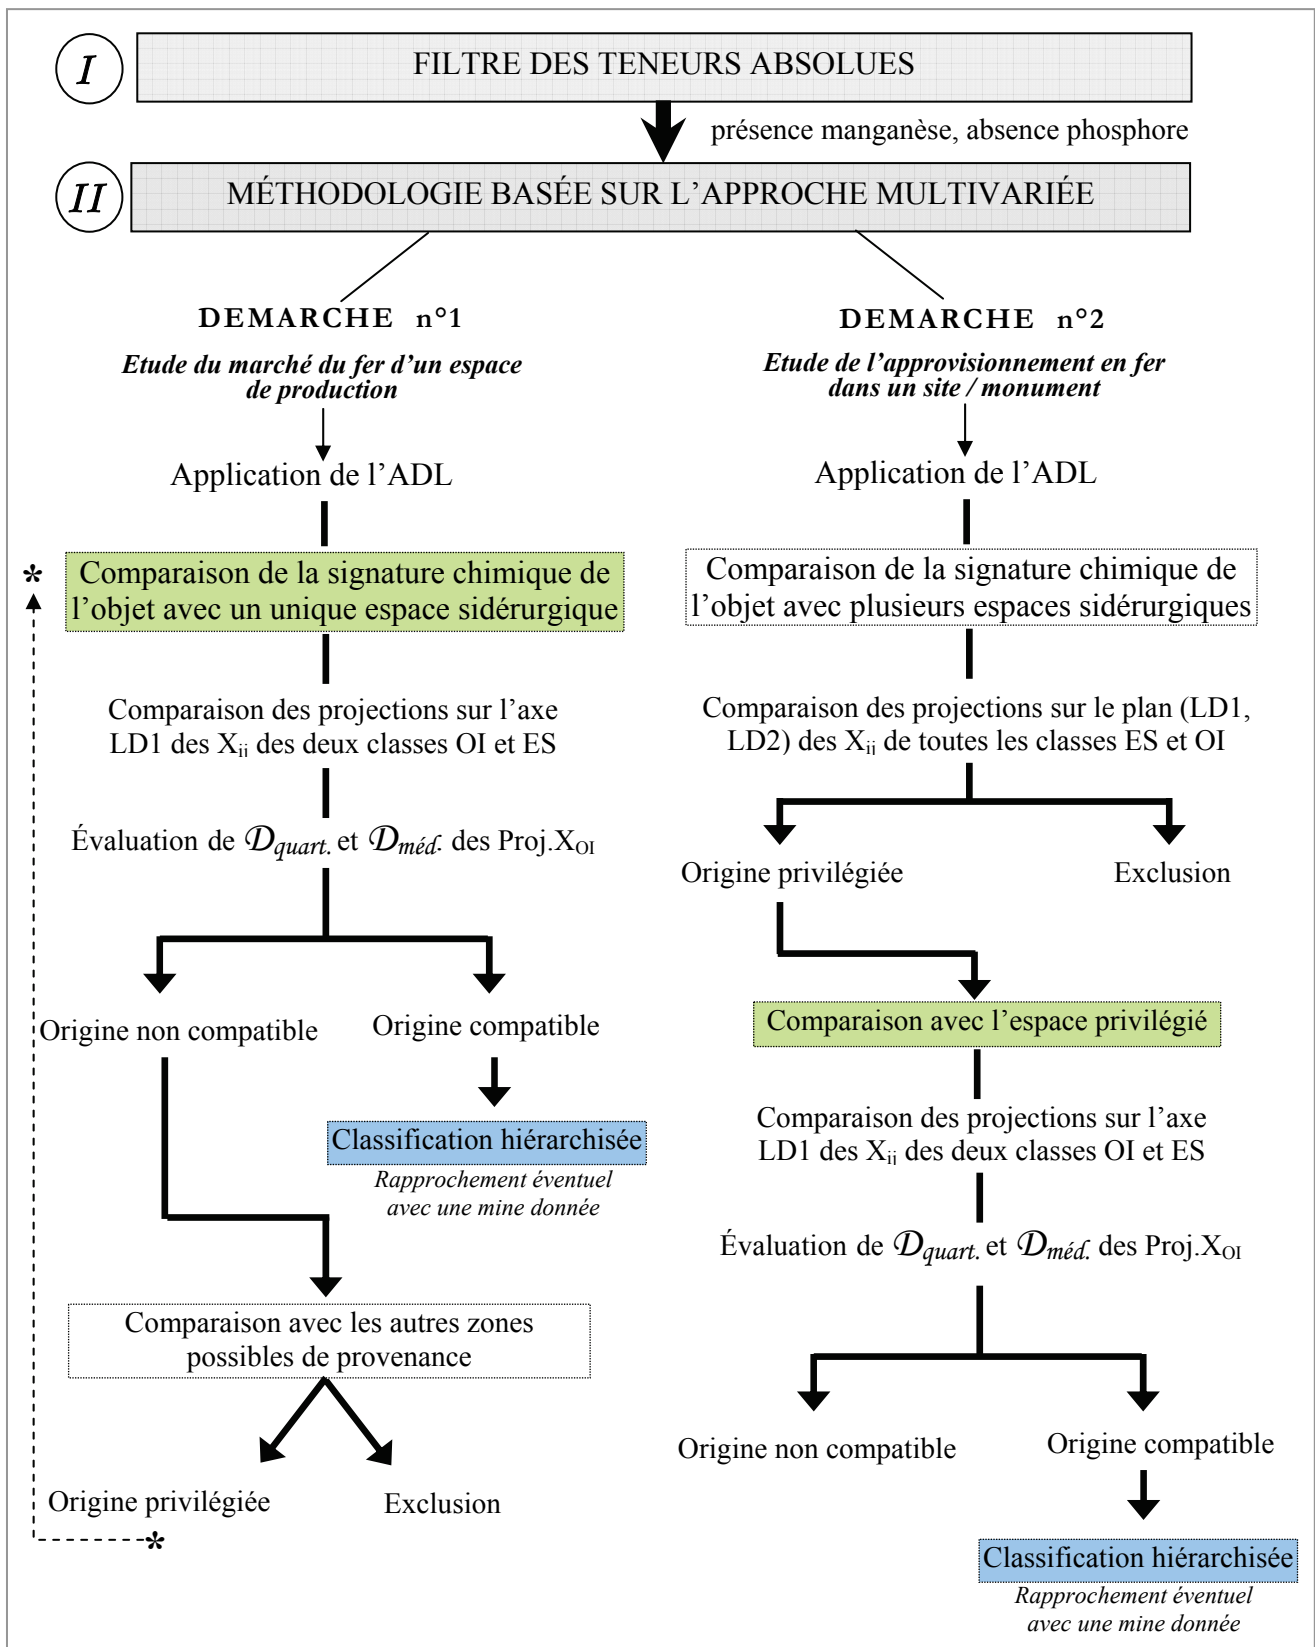 I
FILTRE DES TENEURS ABSOLUES
présence manganèse, absence phosphore
II
MÉTHODOLOGIE BASÉE SUR L'APPROCHE MULTIVARIÉE
DEMARCHE n°1
Etude du marché du fer d'un espace
de production
Application de l'ADL
*
Comparaison de la signature chimique de
l'objet avec un unique espace sidérurgique
Comparaison des projections sur l'axe
LD1 des Xij des deux classes OI et ES
Évaluation de Dquart. et Dméd. des Proj.XOI
Origine non compatible
Origine compatible
Classification hiérarchisée
Rapprochement éventuel
avec une mine donnée
Comparaison avec les autres zones
possibles de provenance
Origine privilégiée
Exclusion
*
DEMARCHE n°2
Etude de l'approvisionnement en fer
dans un site / monument
Application de l'ADL
Comparaison de la signature chimique de
l'objet avec plusieurs espaces sidérurgiques
Comparaison des projections sur le plan (LD1,
LD2) des Xij de toutes les classes ES et OI
Origine privilégiée
Exclusion
Comparaison avec l'espace privilégié
Comparaison des projections sur l'axe
LD1 des Xij des deux classes OI et ES
Évaluation de Dquart. et Dméd. des Proj.XOI
Origine non compatible
Origine compatible
Classification hiérarchisée
Rapprochement éventuel
avec une mine donnée